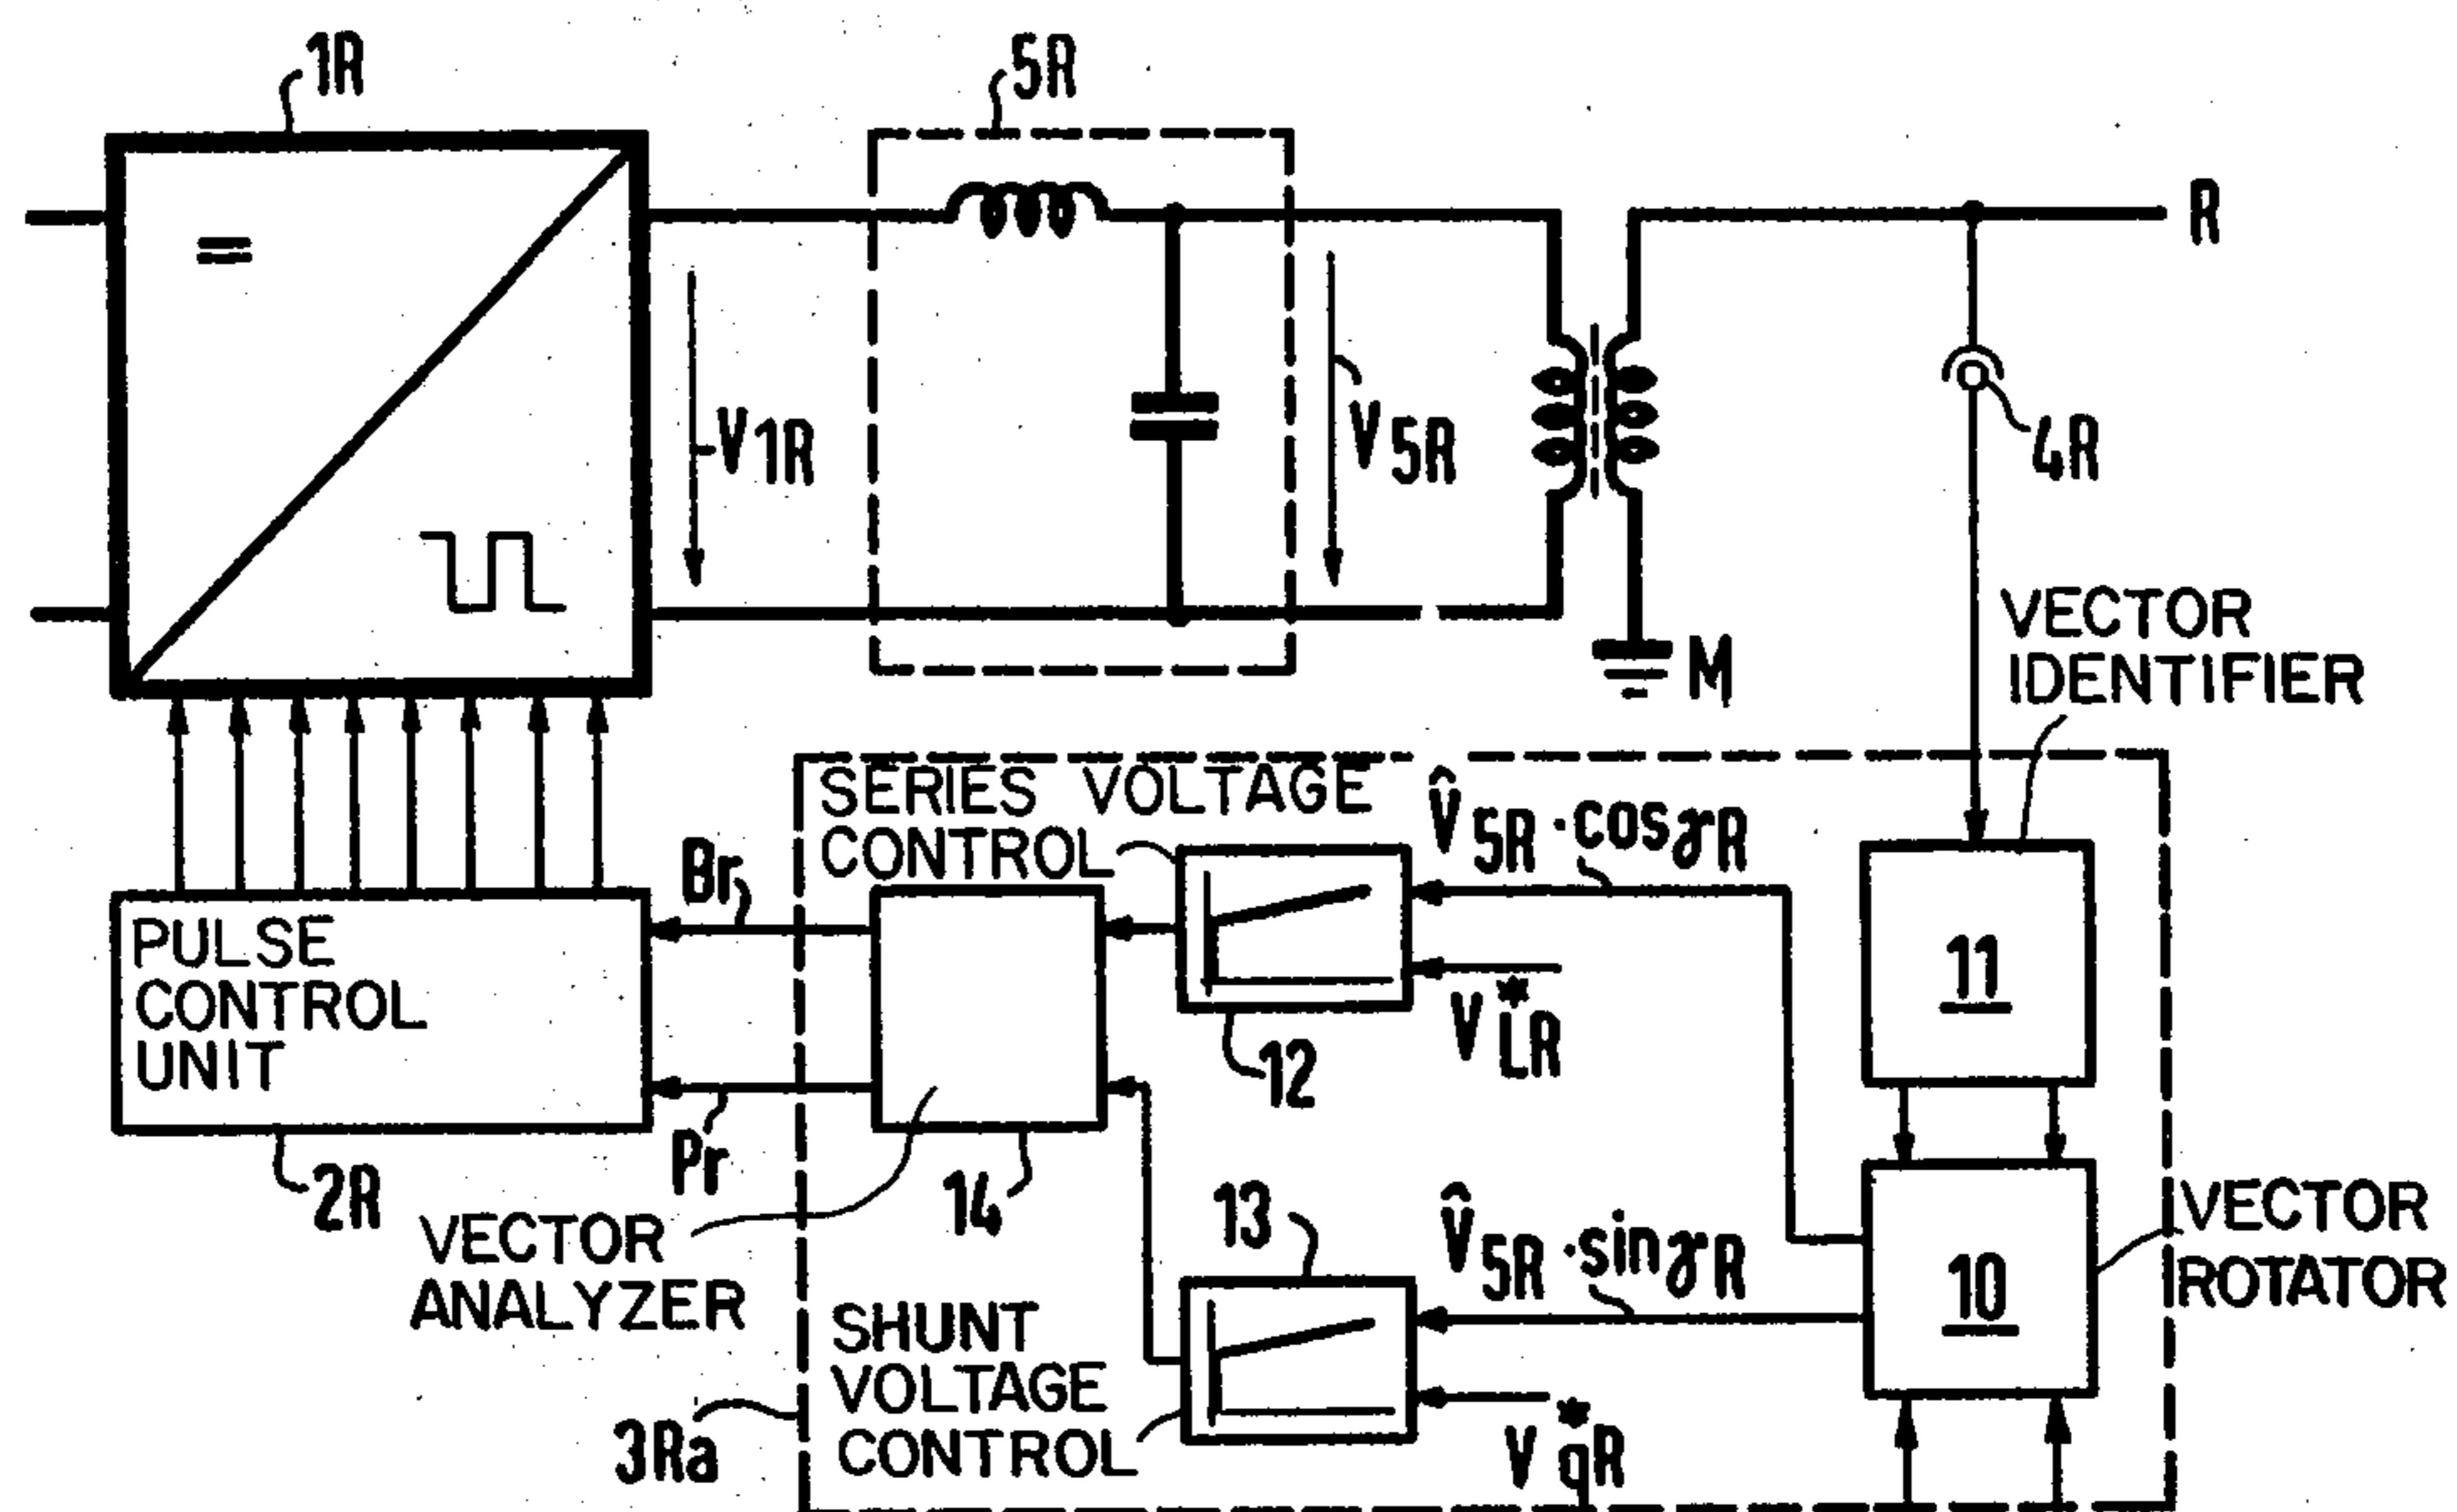 1R
5R
R
=
V1R
V5R
4R
M
VECTOR
IDENTIFIER
SERIES VOLTAGE
CONTROL
V̂5R · cosγR
Br
PULSE
CONTROL
UNIT
V*LR
11
12
Pr
2R
14
VECTOR
ANALYZER
13
V̂5R · sinγR
10
VECTOR
ROTATOR
SHUNT
VOLTAGE
CONTROL
3Ra
V*qR